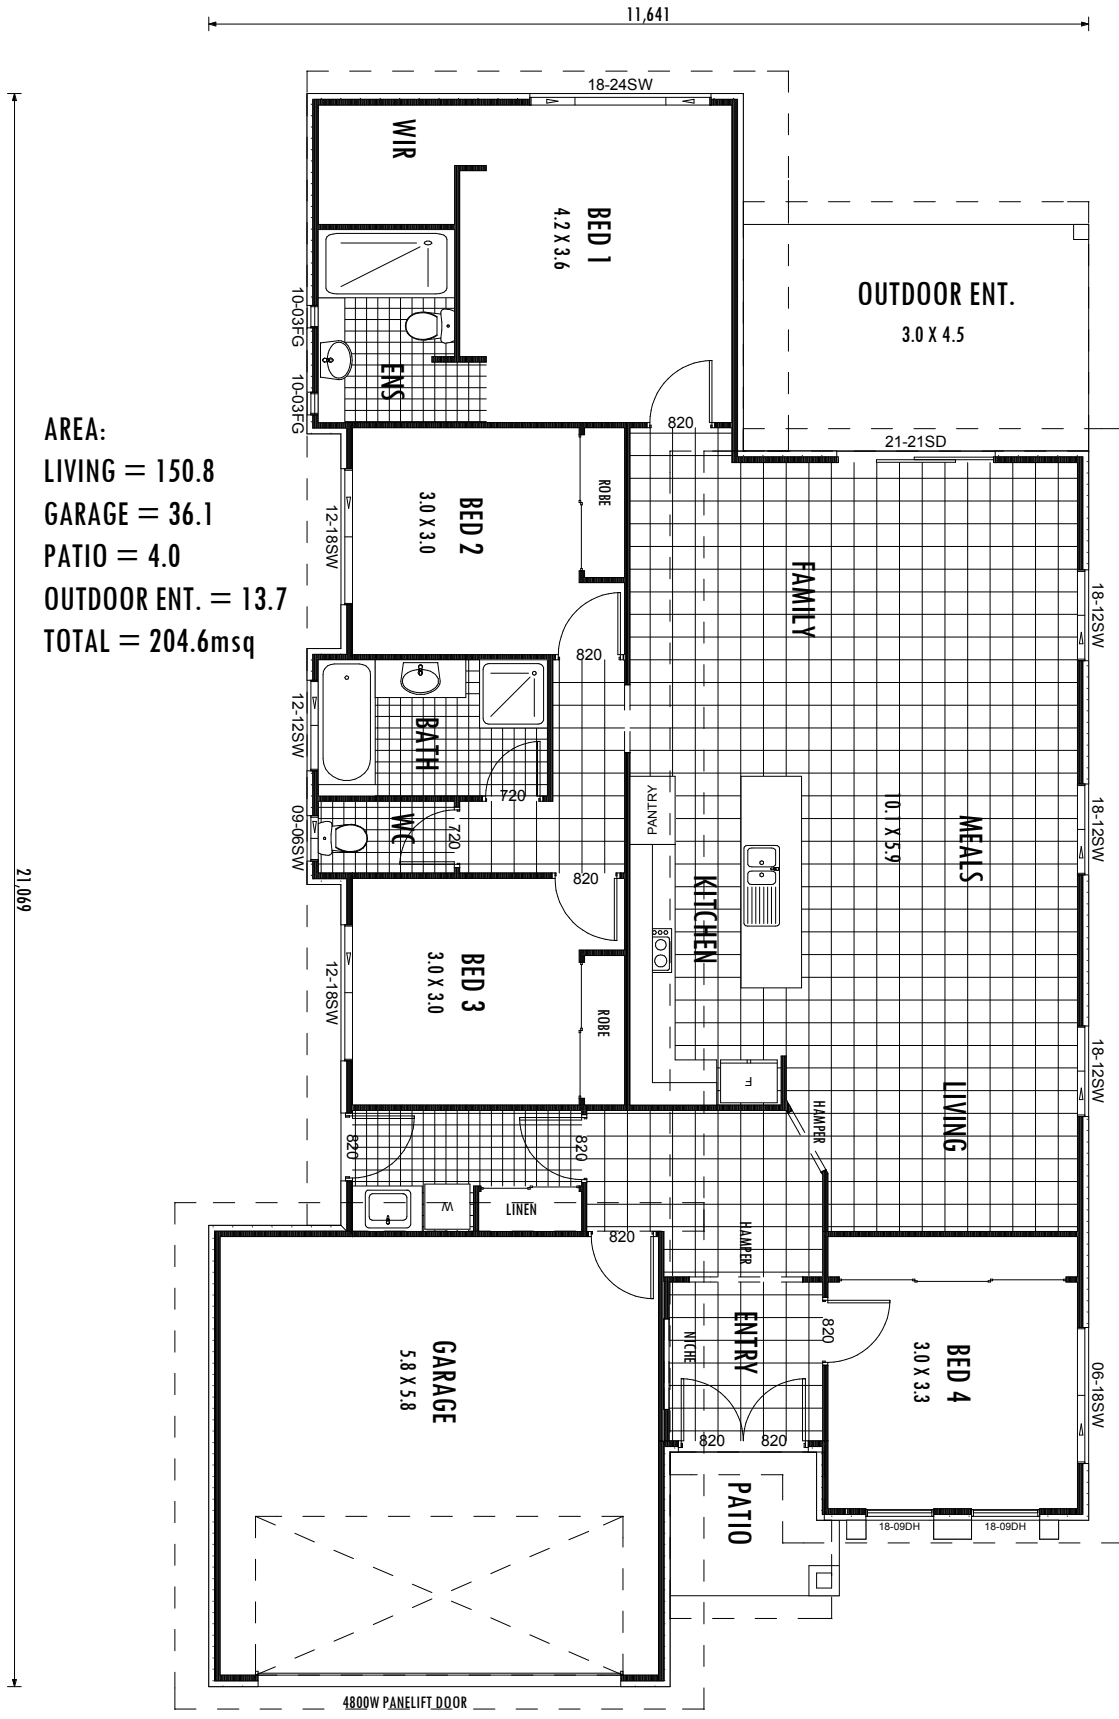 11,641
18-24SW
WIR
BED 1
4.2 X 3.6
OUTDOOR ENT.
3.0 X 4.5
10-03FG
ENS
10-03FG
820
21-21SD
AREA:
LIVING = 150.8
GARAGE = 36.1
PATIO = 4.0
OUTDOOR ENT. = 13.7
TOTAL = 204.6msq
ROBE
BED 2
3.0 X 3.0
12-18SW
FAMILY
18-12SW
820
12-12SW
BATH
720
PANTRY
10.1 X 5.9
MEALS
18-12SW
09-06SW
WC
720
21,069
820
KITCHEN
BED 3
3.0 X 3.0
12-18SW
ROBE
F
LIVING
18-12SW
HAMPER
820
820
W
LINEN
820
HAMPER
ENTRY
NICHE
820
BED 4
3.0 X 3.3
06-18SW
GARAGE
5.8 X 5.8
820
820
PATIO
18-09DH
18-09DH
4800W PANELIFT DOOR